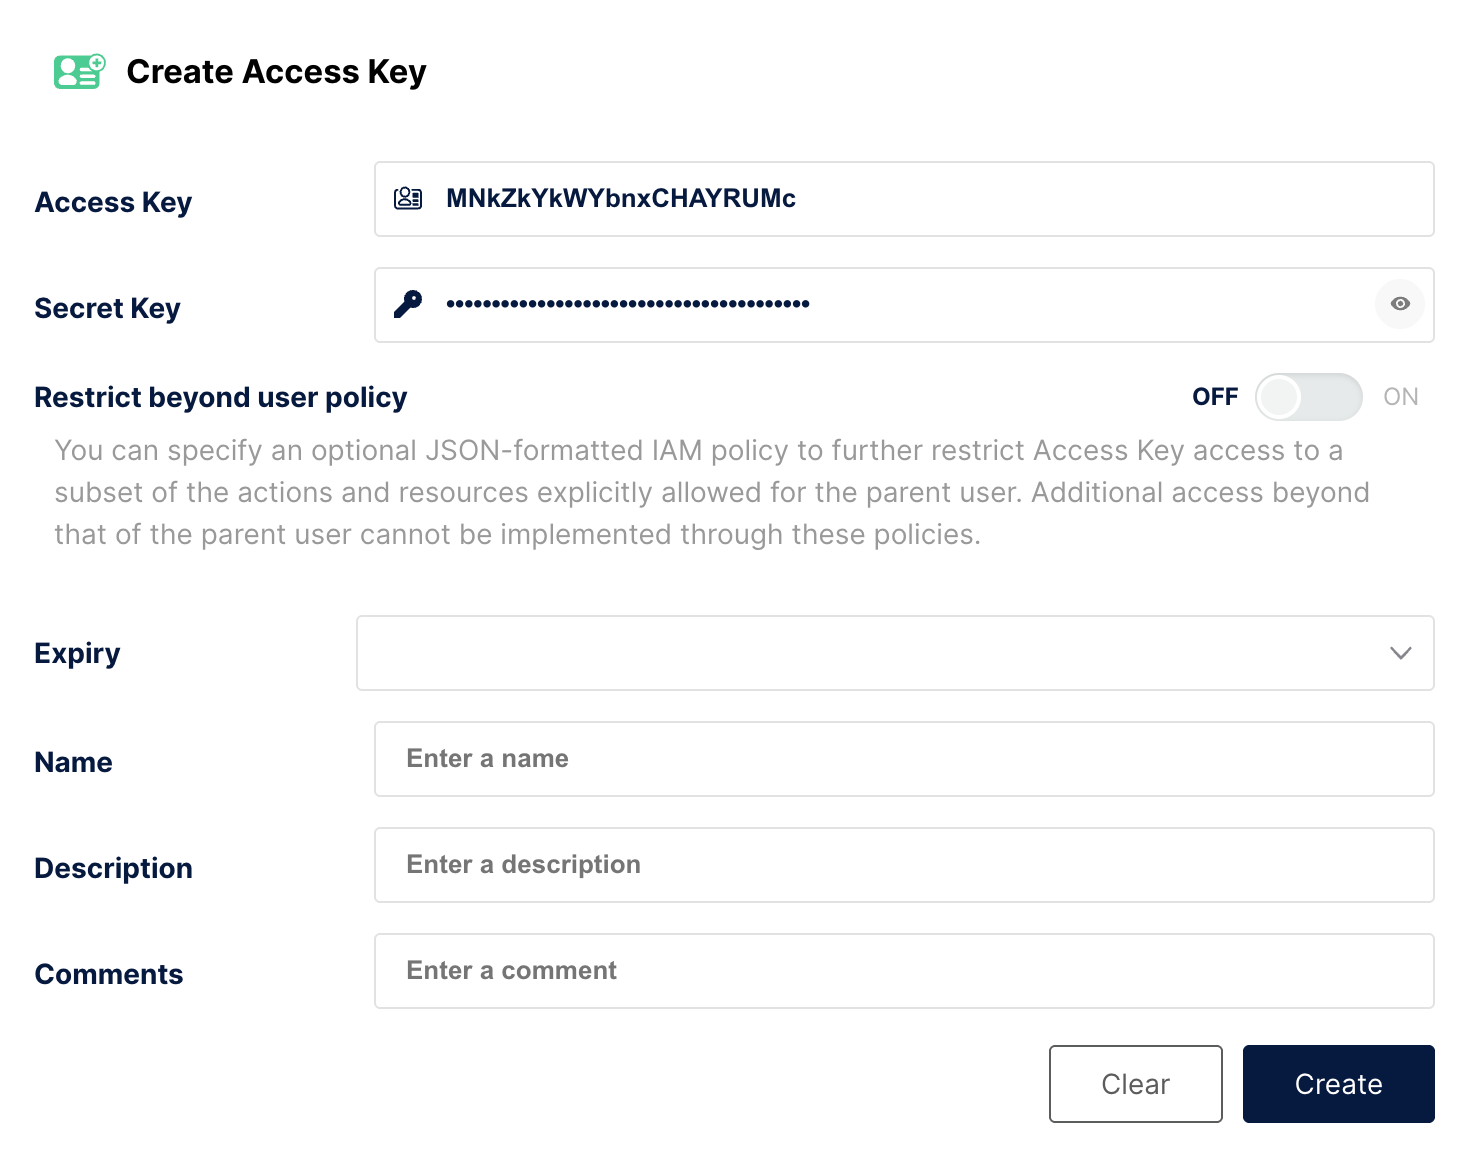 Create Access Key
Access Key
MNkZkYkWYbnxCHAYRUMc
Secret Key
••••••••••••••••••••••••••••••••••••••••
Restrict beyond user policy
OFF
ON
You can specify an optional JSON-formatted IAM policy to further restrict Access Key access to a
subset of the actions and resources explicitly allowed for the parent user. Additional access beyond
that of the parent user cannot be implemented through these policies.
Expiry
Name
Enter a name
Description
Enter a description
Comments
Enter a comment
Clear
Create